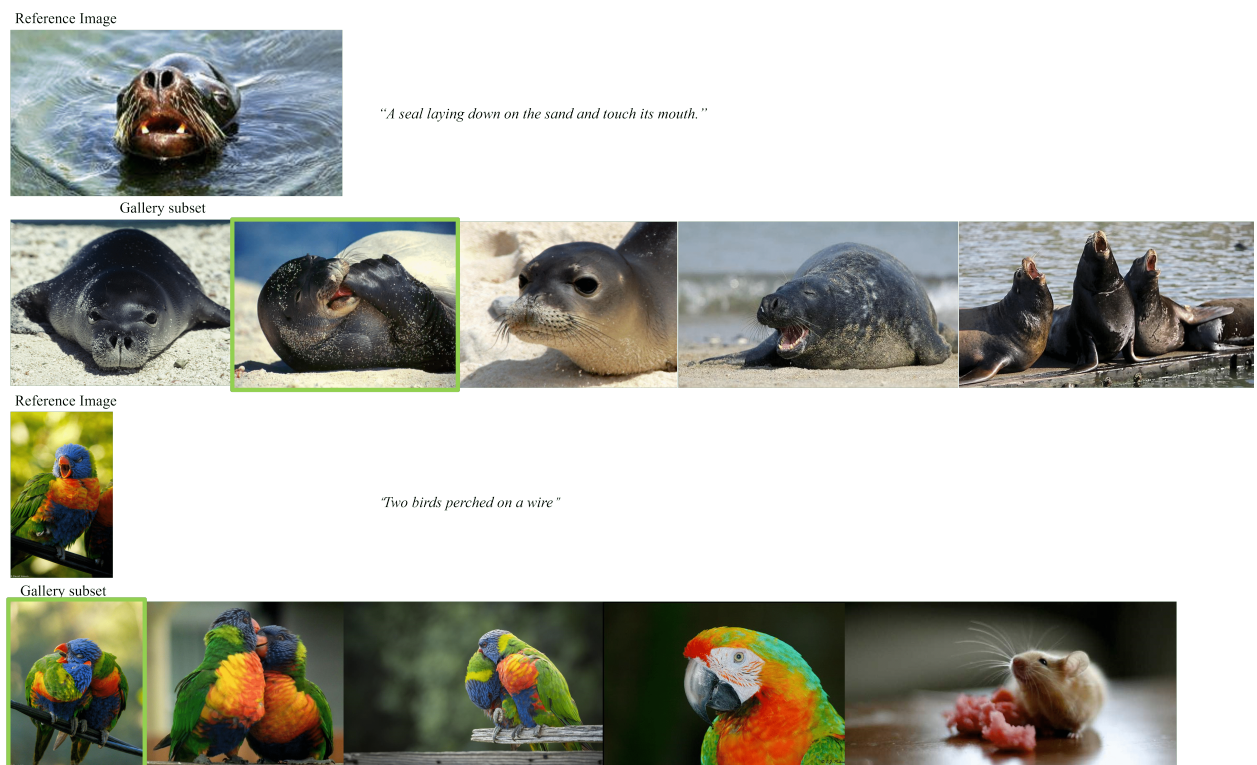 Reference Image
“A seal laying down on the sand and touch its mouth.”
Gallery subset
Reference Image
“Two birds perched on a wire”
Gallery subset